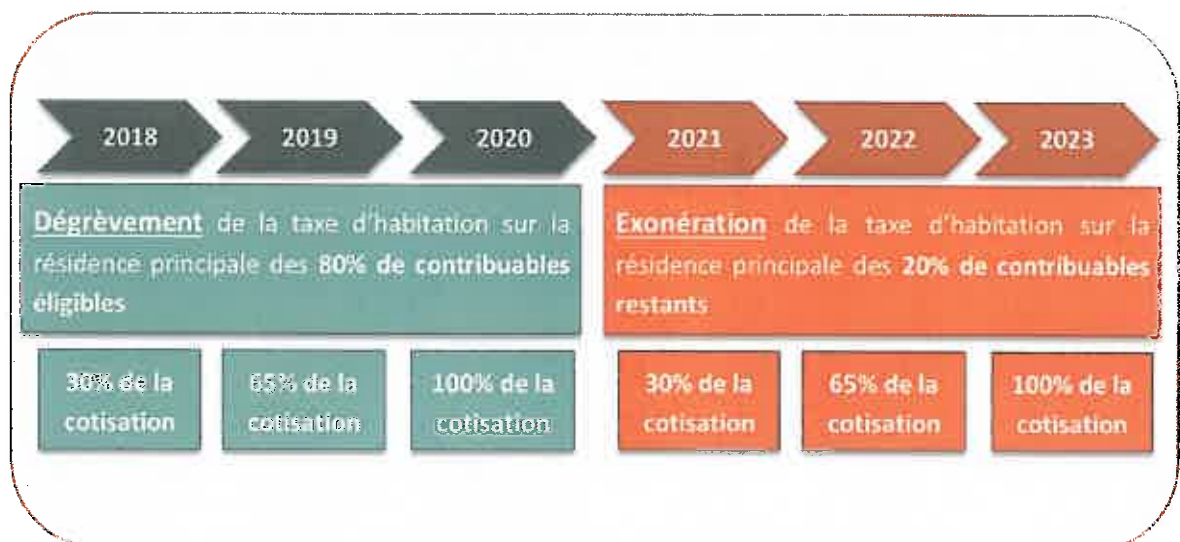 2018
2019
2020
2021
2022
2023
Dégrèvement de la taxe d'habitation sur la
résidence principale des 80% de contribuables
éligibles
Exonération de la taxe d'habitation sur la
résidence principale des 20% de contribuables
restants
30% de la
cotisation
65% de la
cotisation
100% de la
cotisation
30% de la
cotisation
65% de la
cotisation
100% de la
cotisation